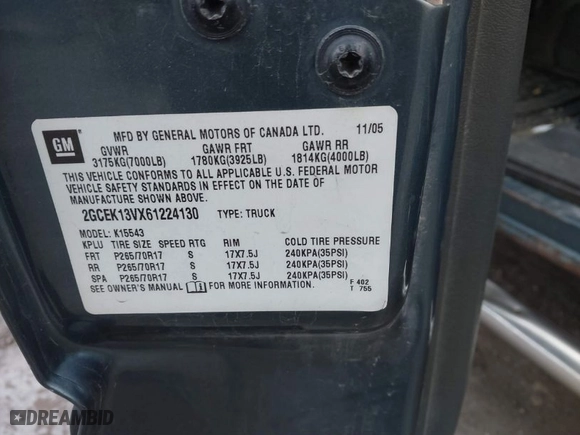 GM
MFD BY GENERAL MOTORS OF CANADA LTD. 11/05
GVWR GAWR FRT GAWR RR
3175KG(7000LB) 1780KG(3925LB) 1814KG(4000LB)
THIS VEHICLE CONFORMS TO ALL APPLICABLE U.S. FEDERAL MOTOR
VEHICLE SAFETY STANDARDS IN EFFECT ON THE DATE OF
MANUFACTURE SHOWN ABOVE.
2GCEK13VX61224130 TYPE: TRUCK
MODEL: K15543
KPLU TIRE SIZE SPEED RTG RIM COLD TIRE PRESSURE
FRT P265/70R17 S 17X7.5J 240KPA(35PSI)
RR P265/70R17 S 17X7.5J 240KPA(35PSI)
SPA P265/70R17 S 17X7.5J 240KPA(35PSI)
SEE OWNER'S MANUAL FOR MORE INFORMATION.
F 402
T 755
DREAMBID